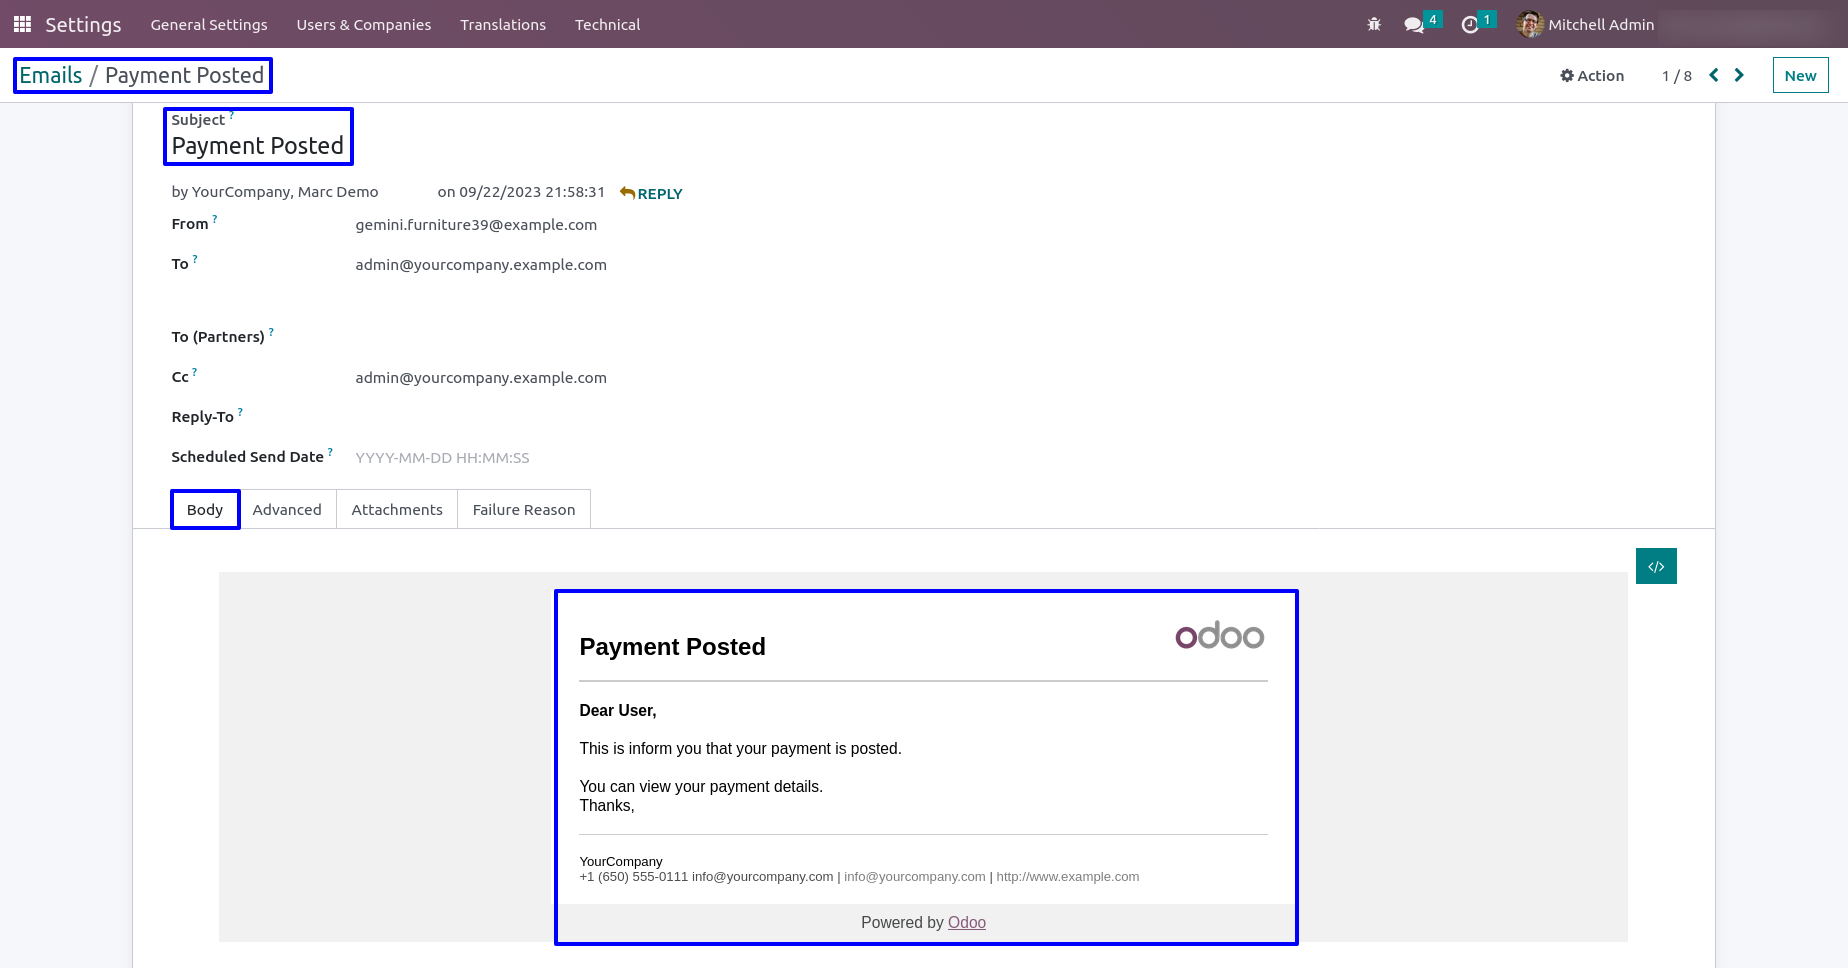 Settings General Settings Users & Companies Translations Technical 4 1 Mitchell Admin
Emails / Payment Posted Action 1 / 8 New
Subject ?
Payment Posted
by YourCompany, Marc Demo on 09/22/2023 21:58:31 REPLY
From ? gemini.furniture39@example.com
To ? admin@yourcompany.example.com
To (Partners) ?
Cc ? admin@yourcompany.example.com
Reply-To ?
Scheduled Send Date ? YYYY-MM-DD HH:MM:SS
Body Advanced Attachments Failure Reason
</>
Payment Posted odoo
Dear User,
This is inform you that your payment is posted.
You can view your payment details.
Thanks,
YourCompany
+1 (650) 555-0111 info@yourcompany.com | info@yourcompany.com | http://www.example.com
Powered by Odoo